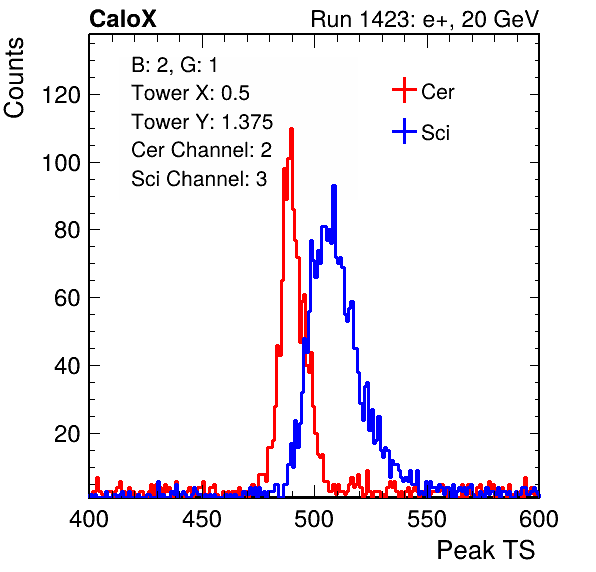 CaloX Run 1423: e+, 20 GeV
Counts
B: 2, G: 1
Tower X: 0.5
Tower Y: 1.375
Cer Channel: 2
Sci Channel: 3
Cer
Sci
120
100
80
60
40
20
400 450 500 550 600
Peak TS